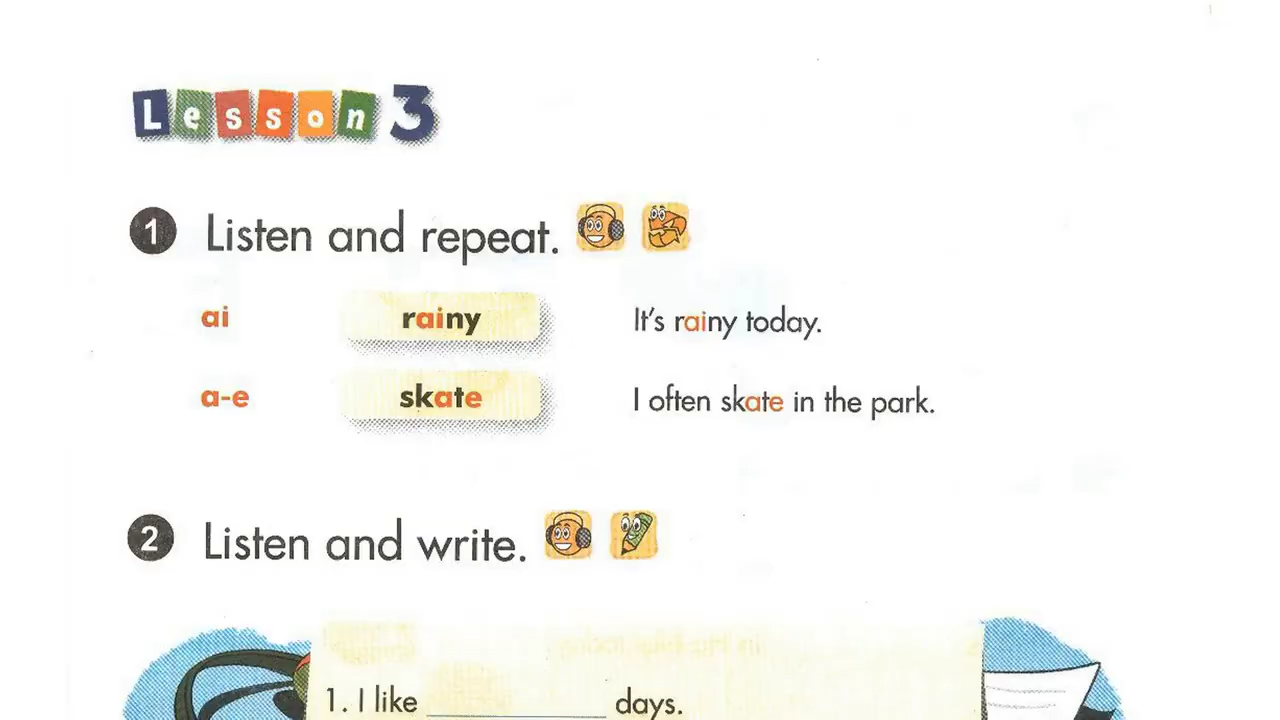 Lesson 3
1 Listen and repeat.
ai rainy It's rainy today.
a-e skate I often skate in the park.
2 Listen and write.
1. I like __________ days.